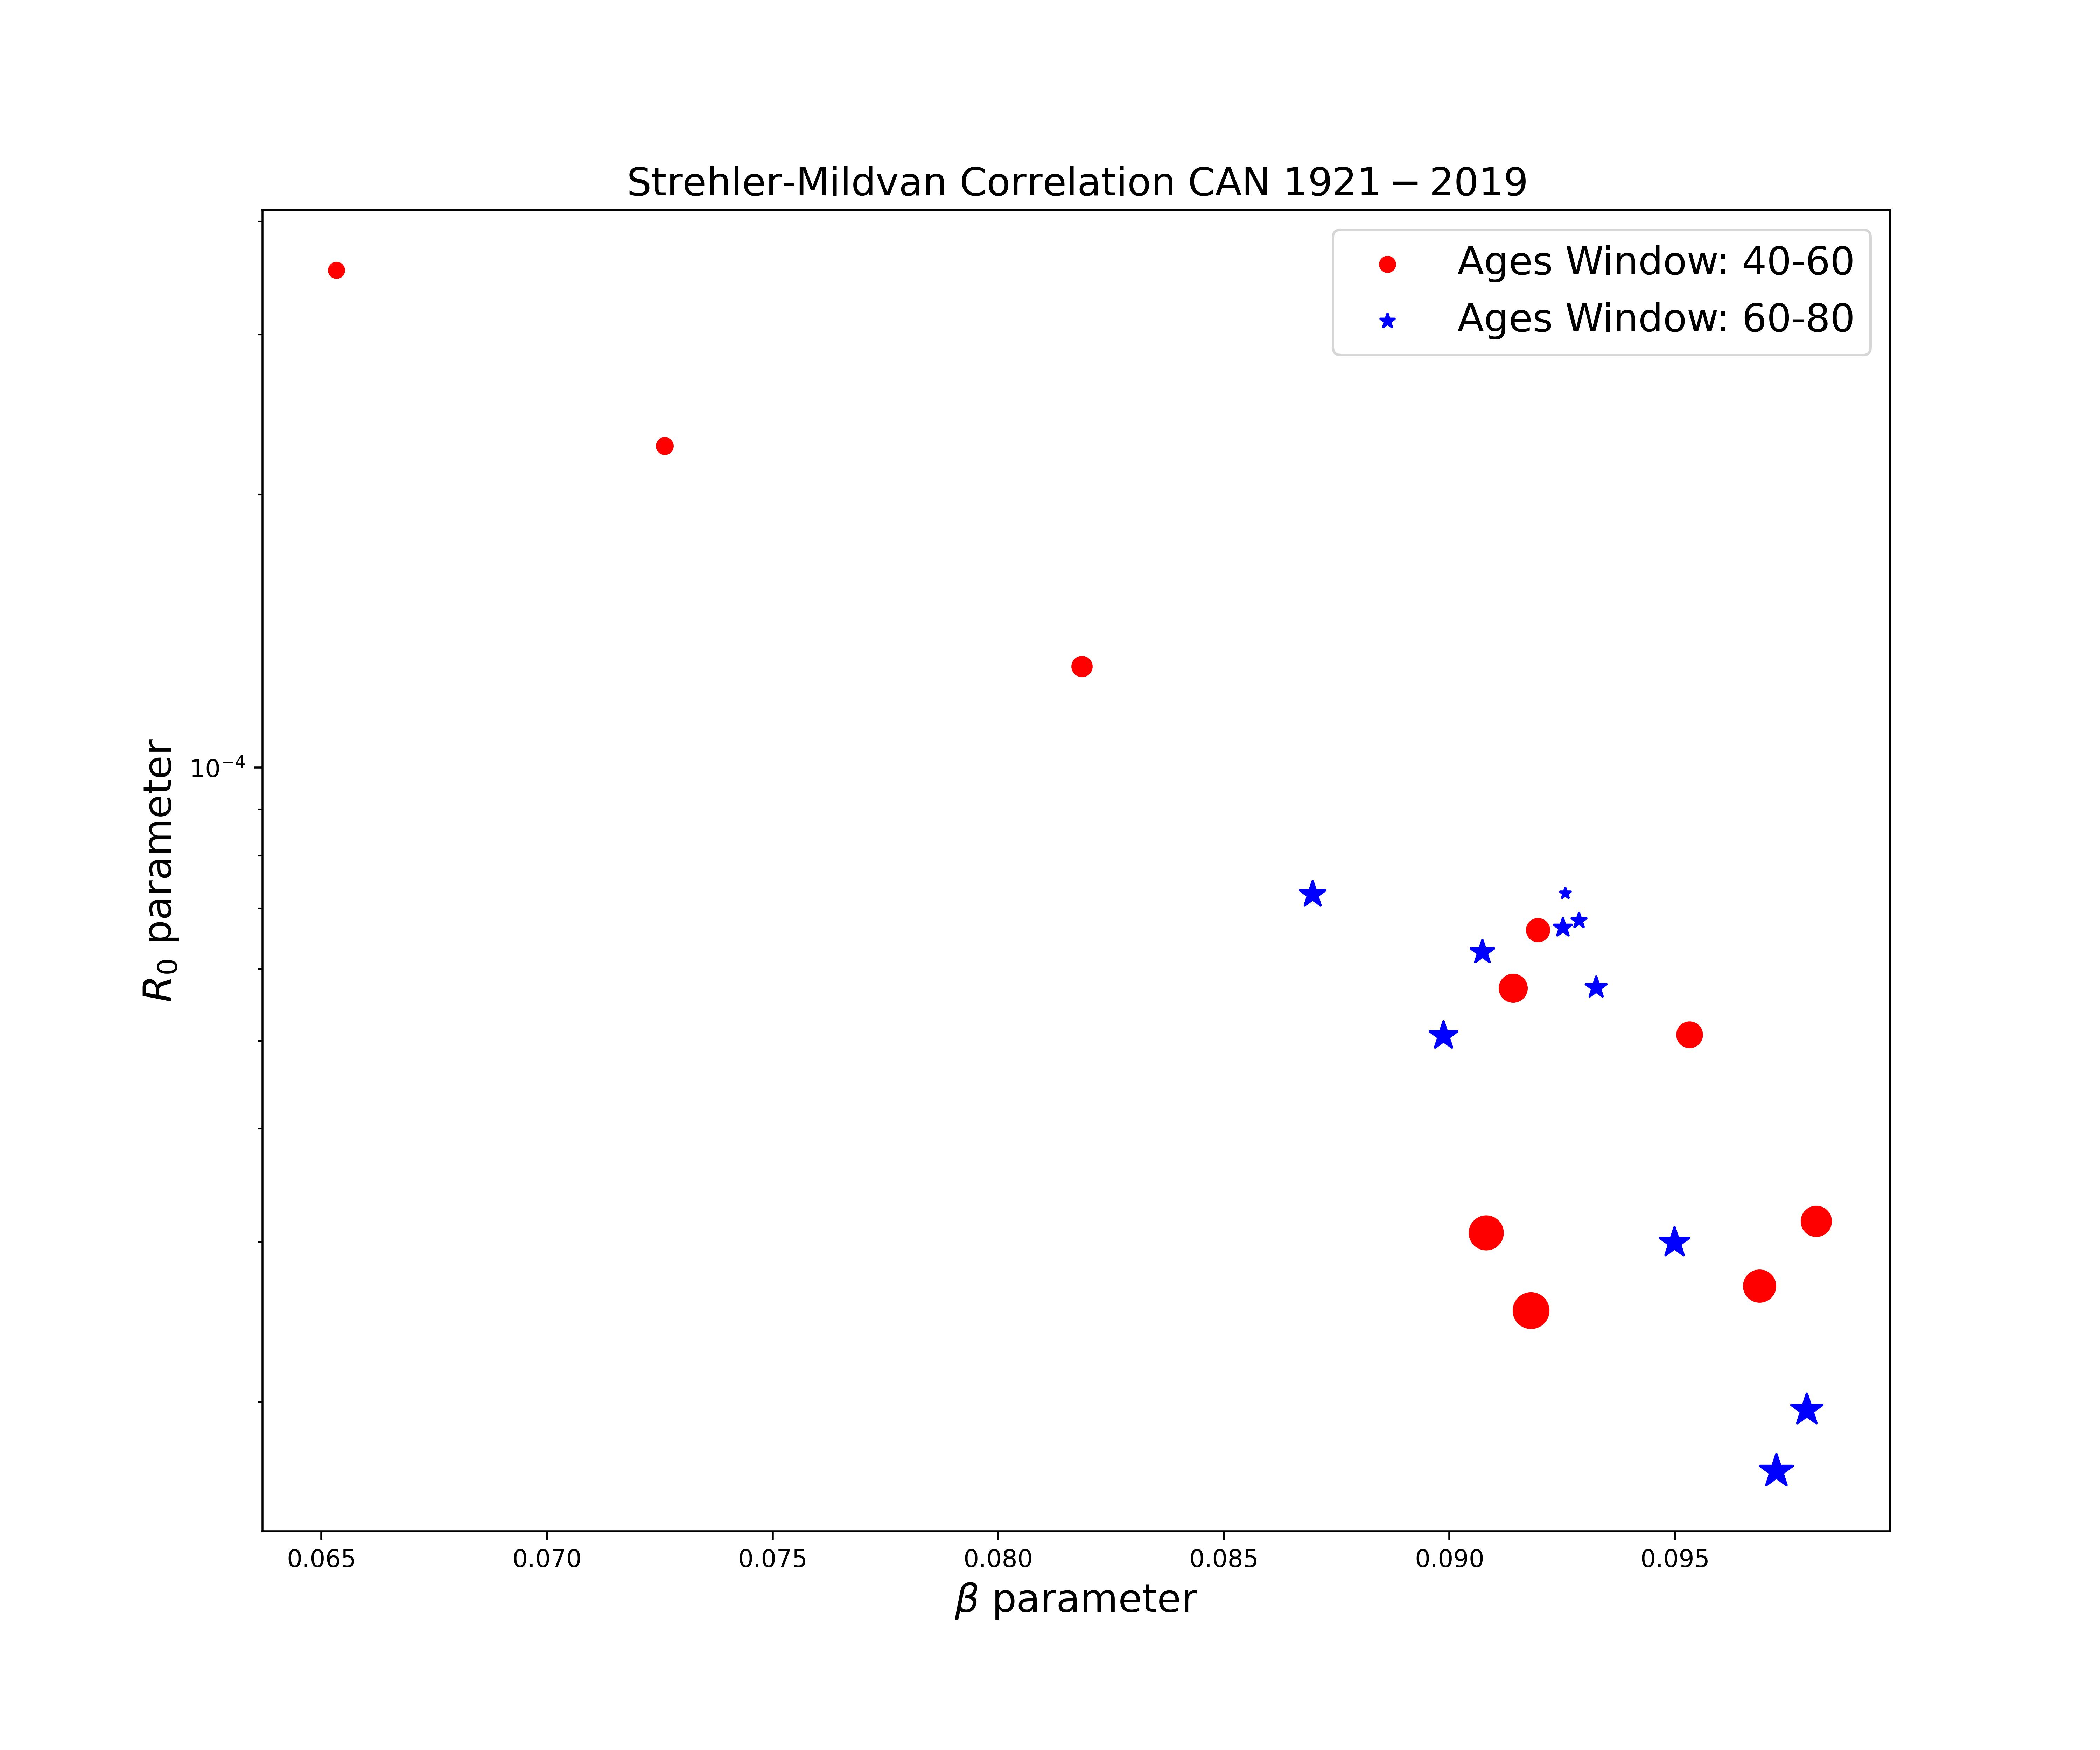 Strehler-Mildvan Correlation CAN 1921 − 2019
Ages Window: 40-60
Ages Window: 60-80
R₀ parameter
10⁻⁴
0.065 0.070 0.075 0.080 0.085 0.090 0.095
β parameter